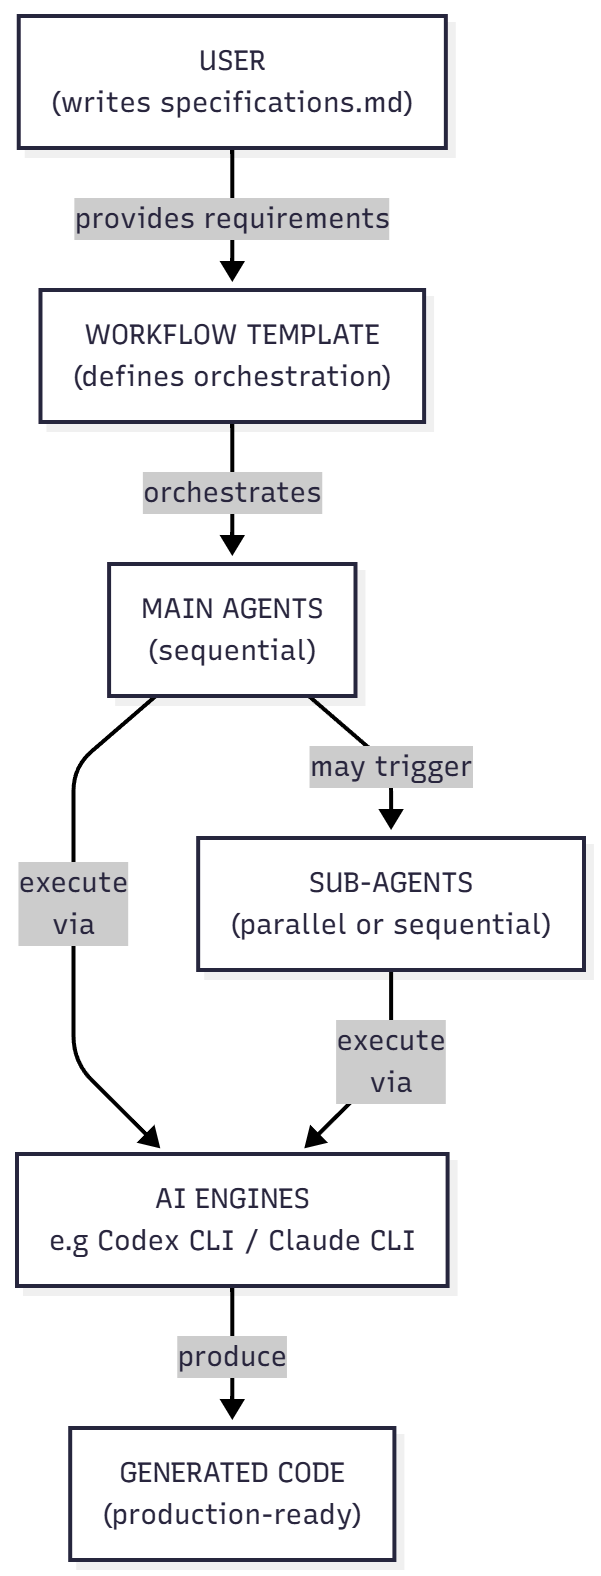 USER
(writes specifications.md)
provides requirements
WORKFLOW TEMPLATE
(defines orchestration)
orchestrates
MAIN AGENTS
(sequential)
may trigger
execute
via
SUB-AGENTS
(parallel or sequential)
execute
via
AI ENGINES
e.g Codex CLI / Claude CLI
produce
GENERATED CODE
(production-ready)